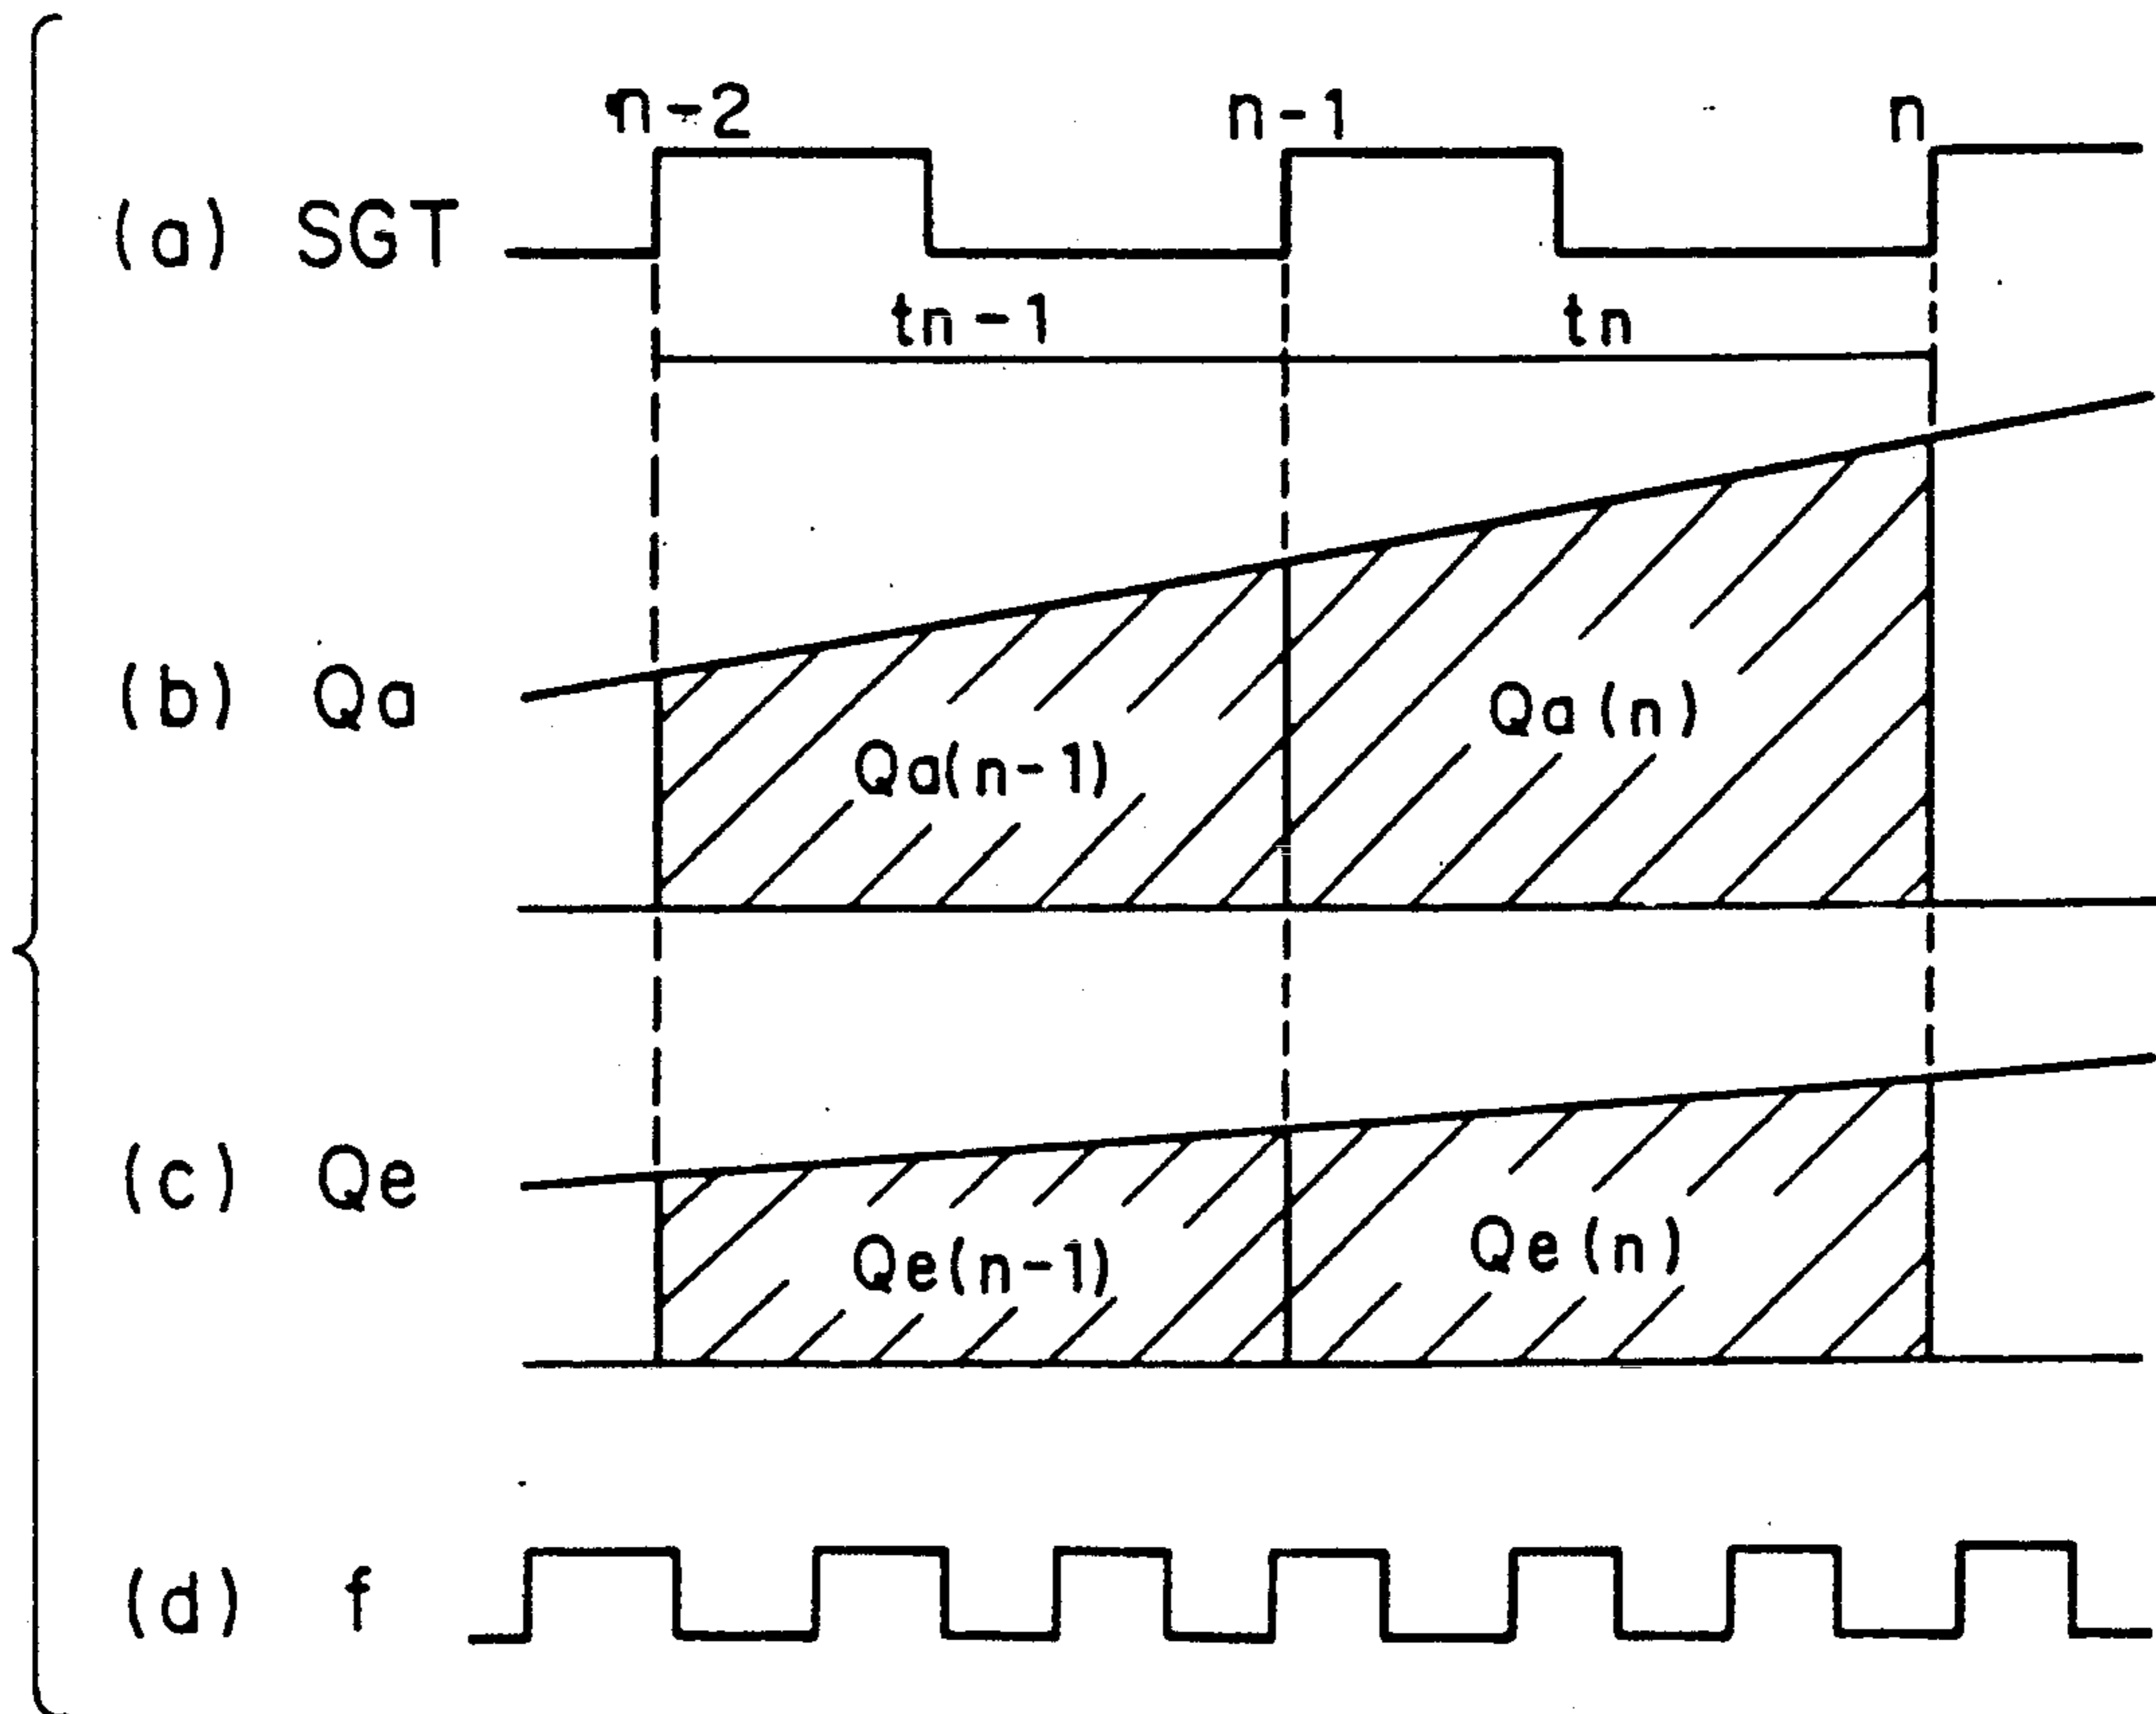 n-2 n-1 n
(a) SGT
tn-1 tn
(b) Qa
Qa(n-1) Qa(n)
(c) Qe
Qe(n-1) Qe(n)
(d) f